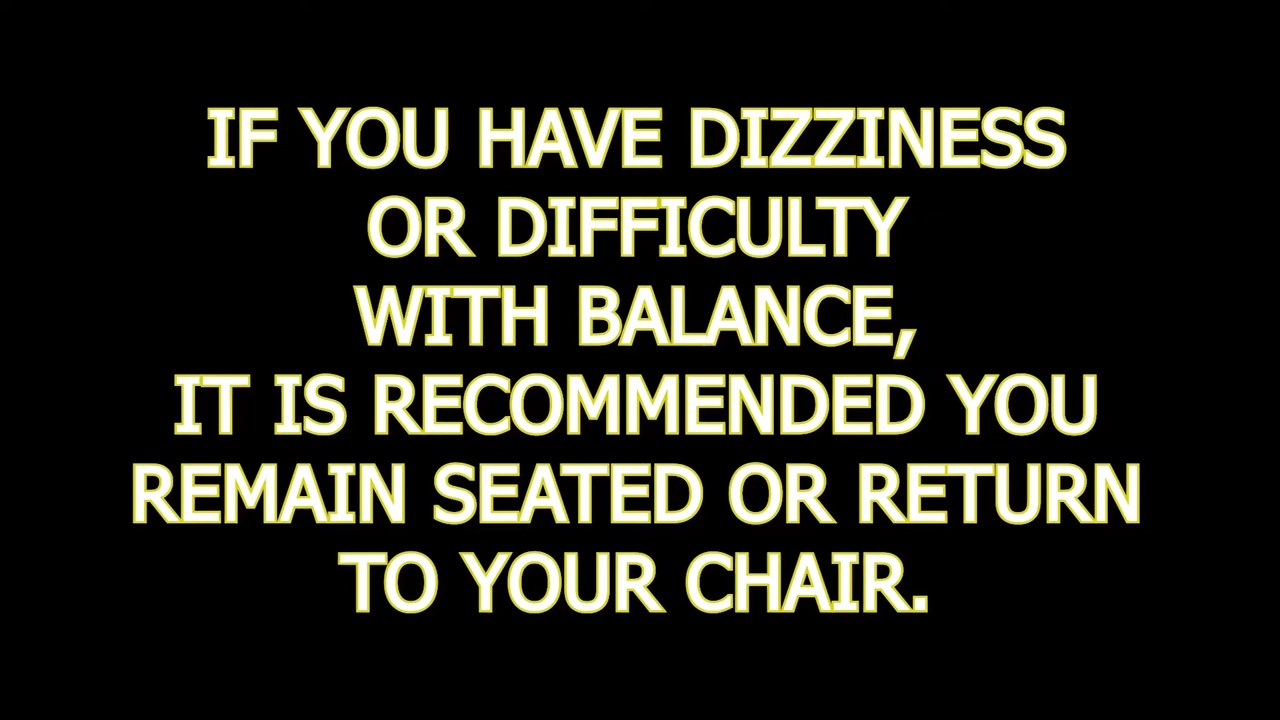 IF YOU HAVE DIZZINESS
OR DIFFICULTY
WITH BALANCE,
IT IS RECOMMENDED YOU
REMAIN SEATED OR RETURN
TO YOUR CHAIR.